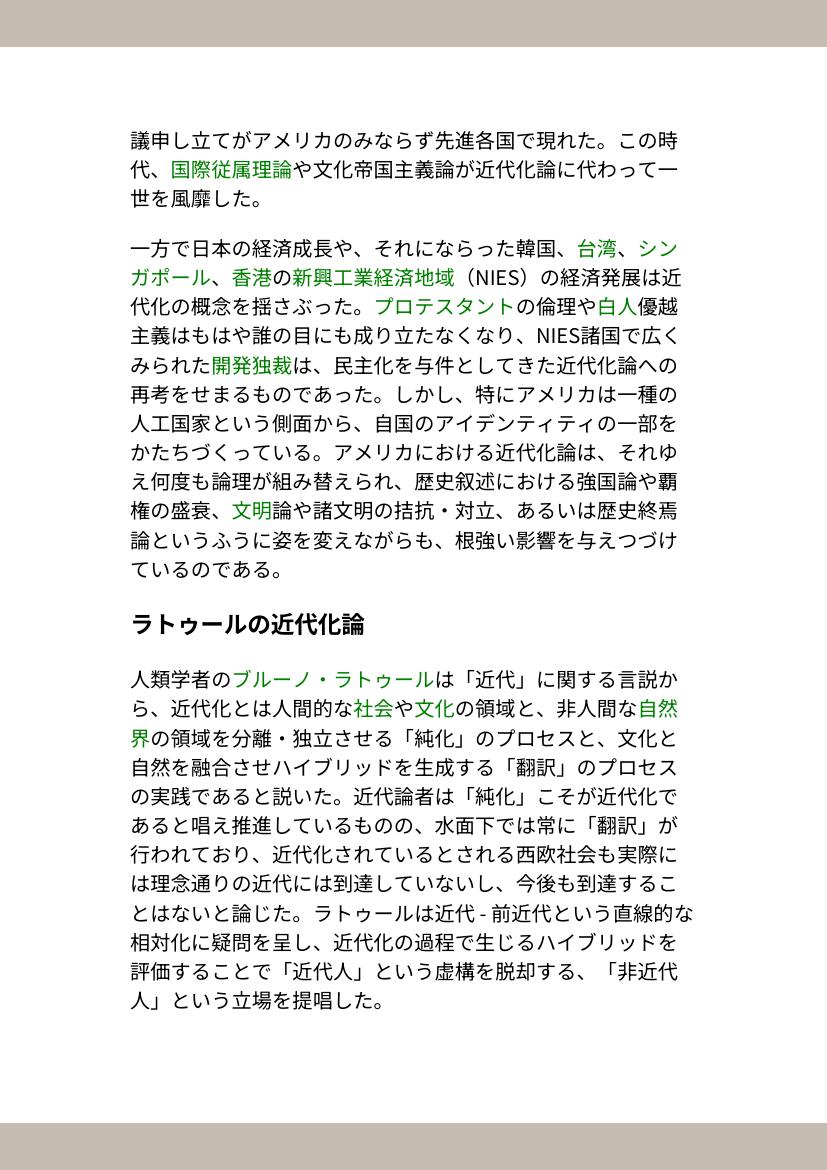 議申し立てがアメリカのみならず先進各国で現れた。この時
代、国際従属理論や文化帝国主義論が近代化論に代わって一
世を風靡した。
一方で日本の経済成長や、それにならった韓国、台湾、シン
ガポール、香港の新興工業経済地域（NIES）の経済発展は近
代化の概念を揺さぶった。プロテスタントの倫理や白人優越
主義はもはや誰の目にも成り立たなくなり、NIES諸国で広く
みられた開発独裁は、民主化を与件としてきた近代化論への
再考をせまるものであった。しかし、特にアメリカは一種の
人工国家という側面から、自国のアイデンティティの一部を
かたちづくっている。アメリカにおける近代化論は、それゆ
え何度も論理が組み替えられ、歴史叙述における強国論や覇
権の盛衰、文明論や諸文明の拮抗・対立、あるいは歴史終焉
論というふうに姿を変えながらも、根強い影響を与えつづけ
ているのである。
ラトゥールの近代化論
人類学者のブルーノ・ラトゥールは「近代」に関する言説か
ら、近代化とは人間的な社会や文化の領域と、非人間な自然
界の領域を分離・独立させる「純化」のプロセスと、文化と
自然を融合させハイブリッドを生成する「翻訳」のプロセス
の実践であると説いた。近代論者は「純化」こそが近代化で
あると唱え推進しているものの、水面下では常に「翻訳」が
行われており、近代化されているとされる西欧社会も実際に
は理念通りの近代には到達していないし、今後も到達するこ
とはないと論じた。ラトゥールは近代 - 前近代という直線的な
相対化に疑問を呈し、近代化の過程で生じるハイブリッドを
評価することで「近代人」という虚構を脱却する、「非近代
人」という立場を提唱した。